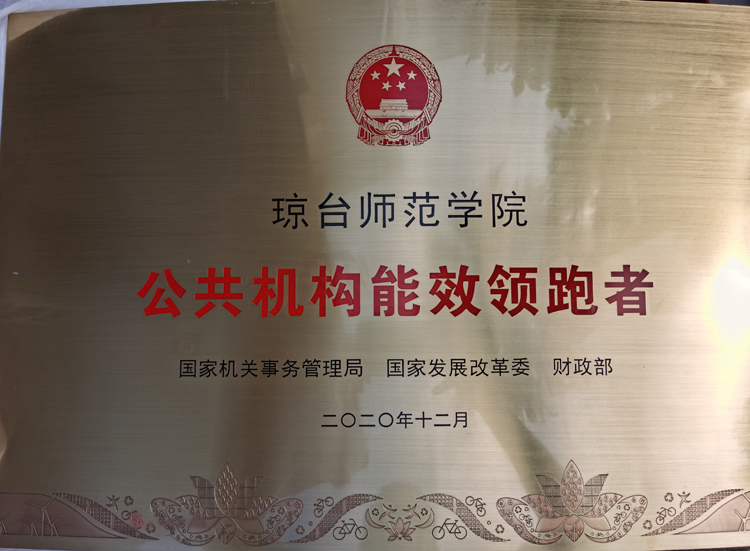 琼台师范学院
公共机构能效领跑者
国家机关事务管理局 国家发展改革委 财政部
二〇二〇年十二月